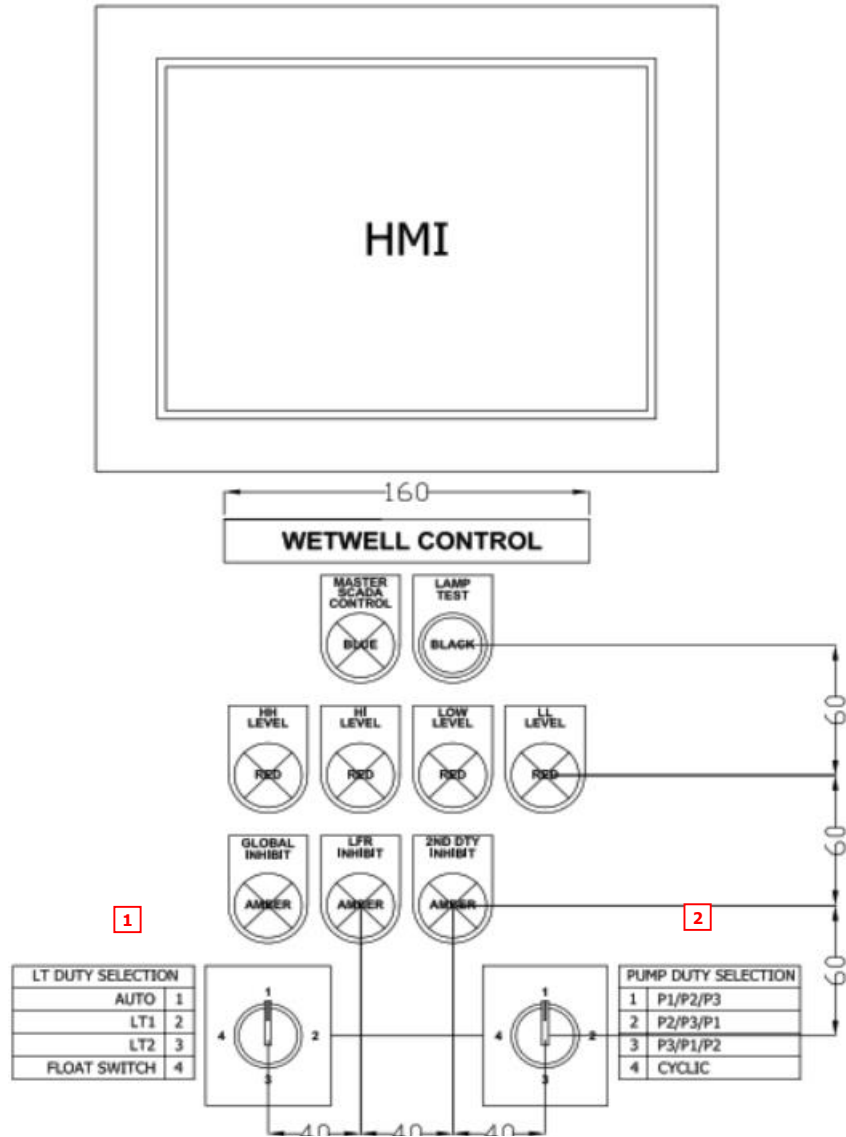 HMI
160
WETWELL CONTROL
MASTER
SCADA
CONTROL
LAMP
TEST
BLUE
BLACK
60
HH
LEVEL
HI
LEVEL
LOW
LEVEL
LL
LEVEL
RED
RED
RED
RED
60
GLOBAL
INHIBIT
LFR
INHIBIT
2ND DTY
INHIBIT
AMBER
AMBER
AMBER
1
2
60
LT DUTY SELECTION
AUTO 1
LT1 2
LT2 3
FLOAT SWITCH 4
1
4 2
3
1
4 2
3
PUMP DUTY SELECTION
1 P1/P2/P3
2 P2/P3/P1
3 P3/P1/P2
4 CYCLIC
40 40 40